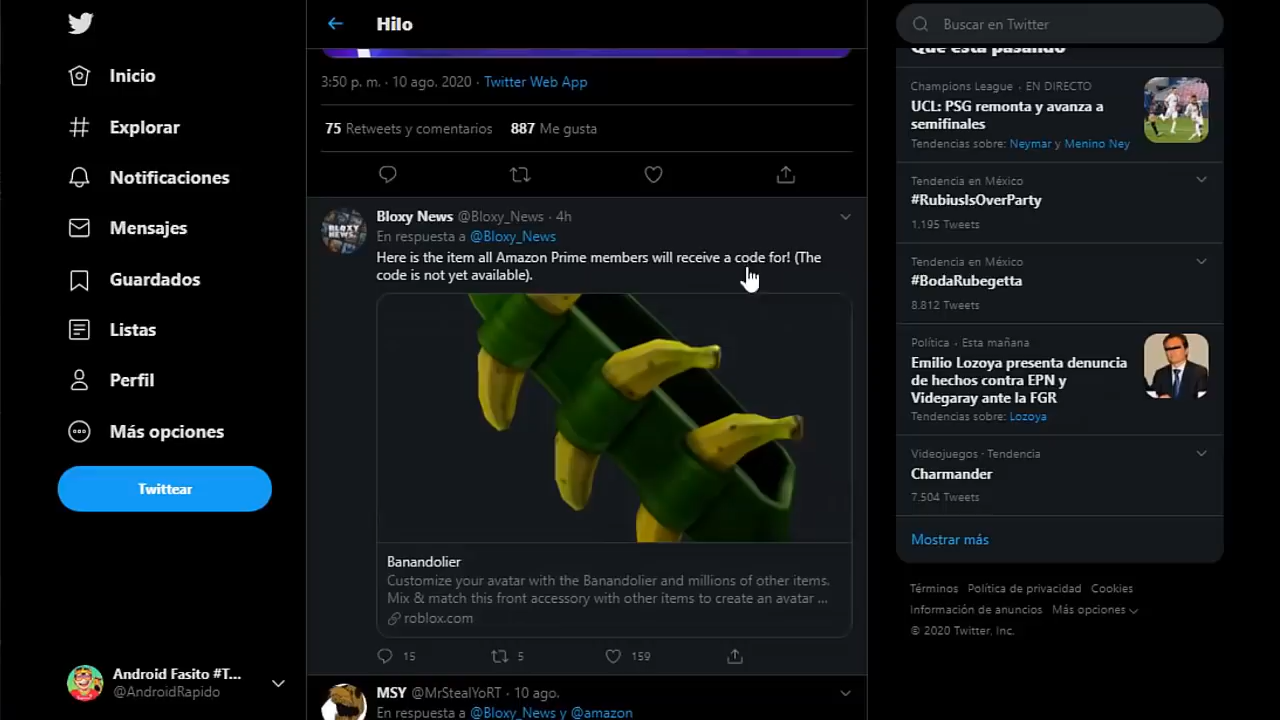 Inicio
Explorar
Notificaciones
Mensajes
Guardados
Listas
Perfil
Más opciones
Twittear
Android Fasito #T...
@AndroidRapido
Hilo
3:50 p. m. · 10 ago. 2020 · Twitter Web App
75 Retweets y comentarios 887 Me gusta
Bloxy News @Bloxy_News · 4h
En respuesta a @Bloxy_News
Here is the item all Amazon Prime members will receive a code for! (The
code is not yet available).
Banandolier
Customize your avatar with the Banandolier and millions of other items.
Mix & match this front accessory with other items to create an avatar ...
roblox.com
15 5 159
MSY @MrStealYoRT · 10 ago.
En respuesta a @Bloxy_News y @amazon
Buscar en Twitter
Qué está pasando
Champions League · EN DIRECTO
UCL: PSG remonta y avanza a
semifinales
Tendencias sobre: Neymar y Menino Ney
Tendencia en México
#RubiusIsOverParty
1.195 Tweets
Tendencia en México
#BodaRubegetta
8.812 Tweets
Política · Esta mañana
Emilio Lozoya presenta denuncia
de hechos contra EPN y
Videgaray ante la FGR
Tendencias sobre: Lozoya
Videojuegos · Tendencia
Charmander
7.504 Tweets
Mostrar más
Términos Política de privacidad Cookies
Información de anuncios Más opciones
© 2020 Twitter, Inc.
BLOXY
NEWS